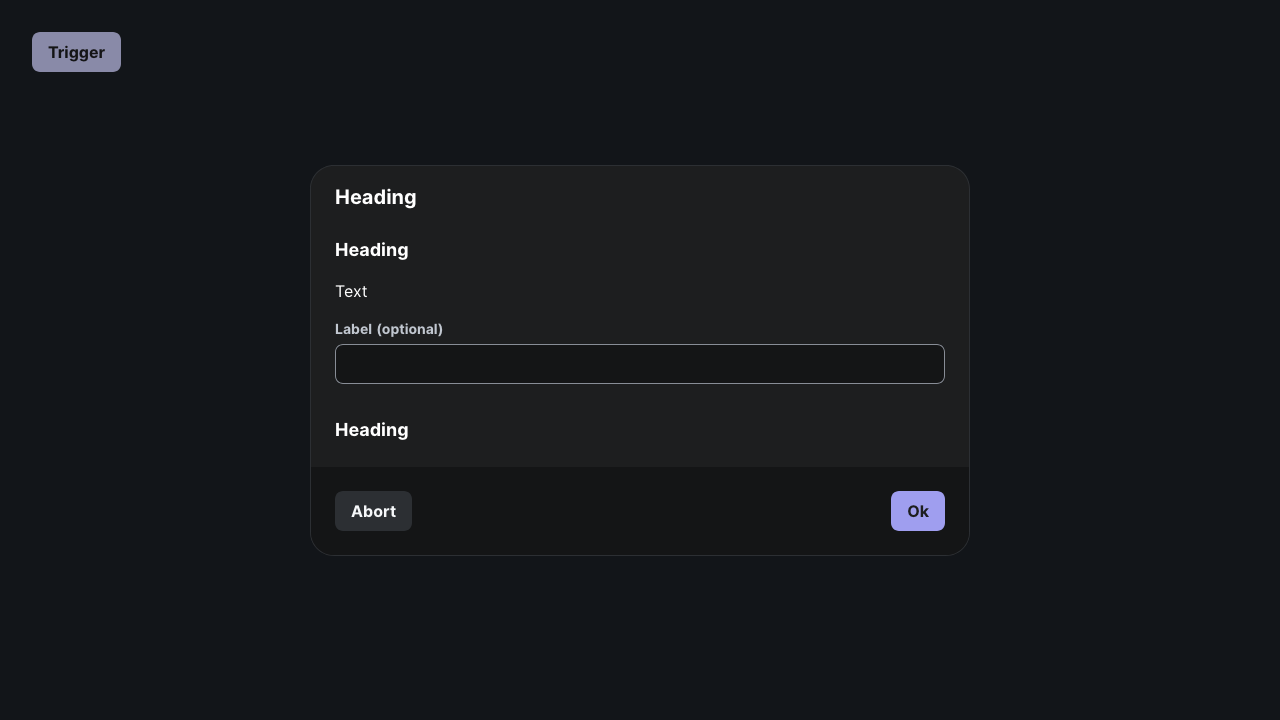 Trigger
Heading
Heading
Text
Label (optional)
Heading
Abort
Ok